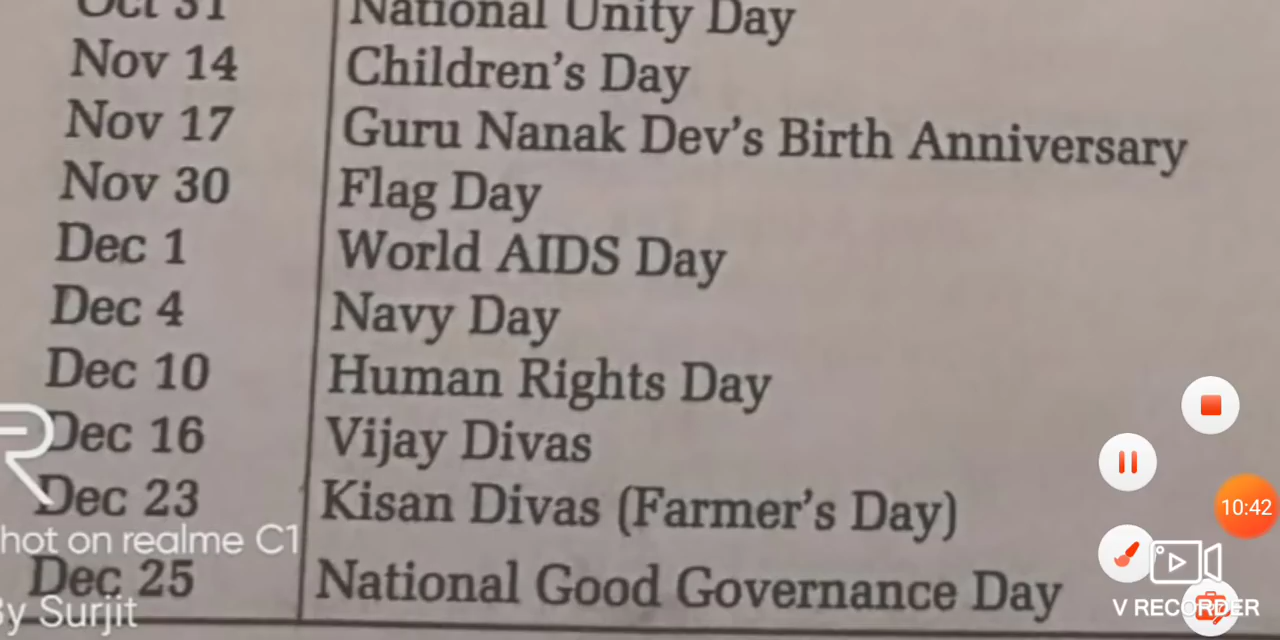 Oct 31 National Unity Day
Nov 14 Children's Day
Nov 17 Guru Nanak Dev's Birth Anniversary
Nov 30 Flag Day
Dec 1 World AIDS Day
Dec 4 Navy Day
Dec 10 Human Rights Day
Dec 16 Vijay Divas
Dec 23 Kisan Divas (Farmer's Day)
hot on realme C1
Dec 25 National Good Governance Day
By Surjit
10:42
V RECORDER